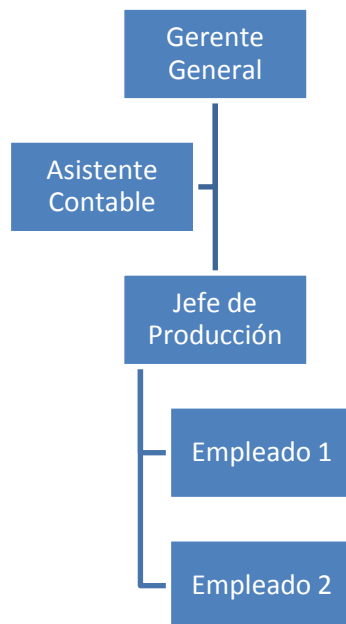 Gerente
General
Asistente
Contable
Jefe de
Producción
Empleado 1
Empleado 2